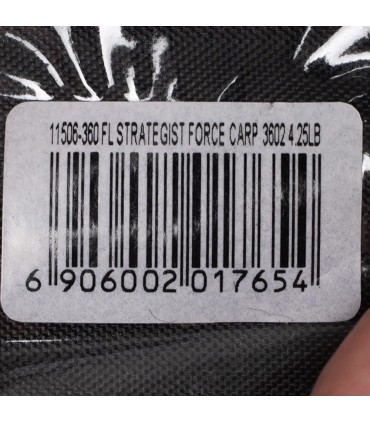 11506-360 FL STRATEGIST FORCE CARP 3602 4.25LB
6 906002 017654